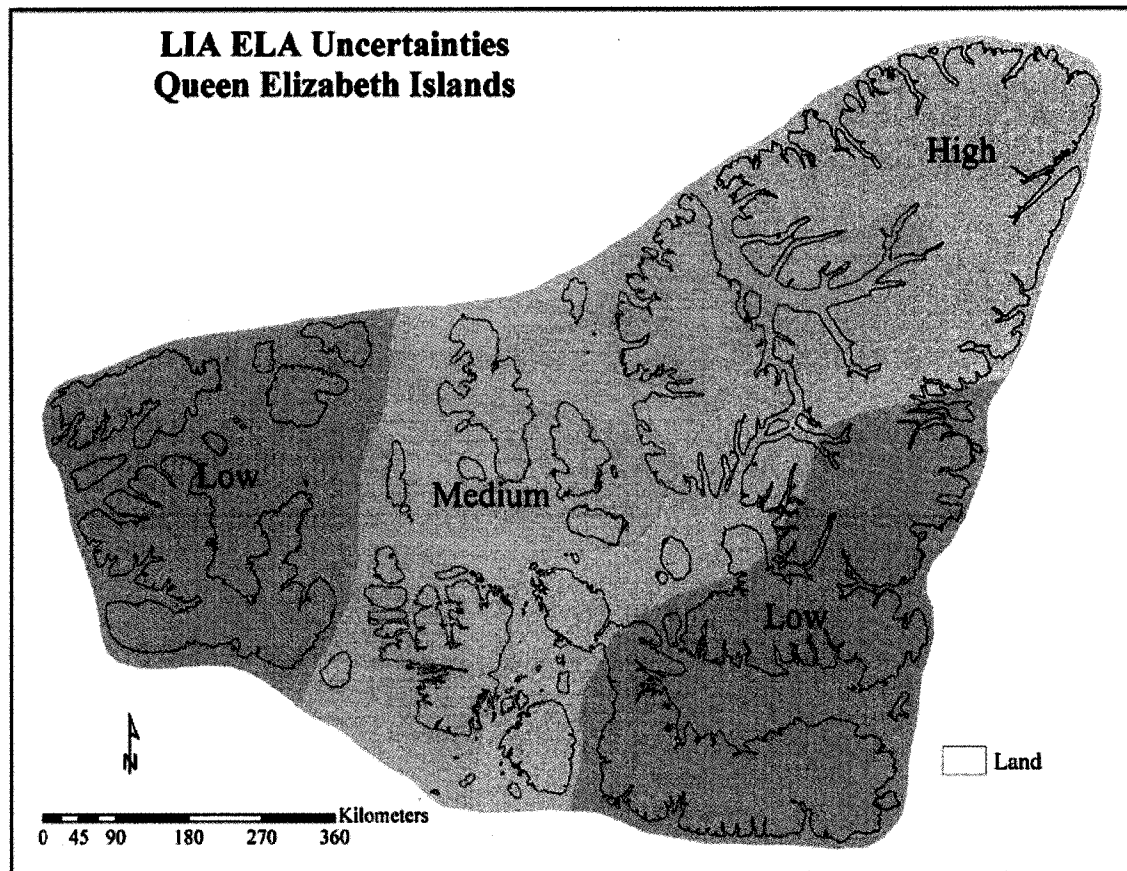 LIA ELA Uncertainties
Queen Elizabeth Islands
High
Low
Medium
Low
Land
N
Kilometers
0 45 90 180 270 360